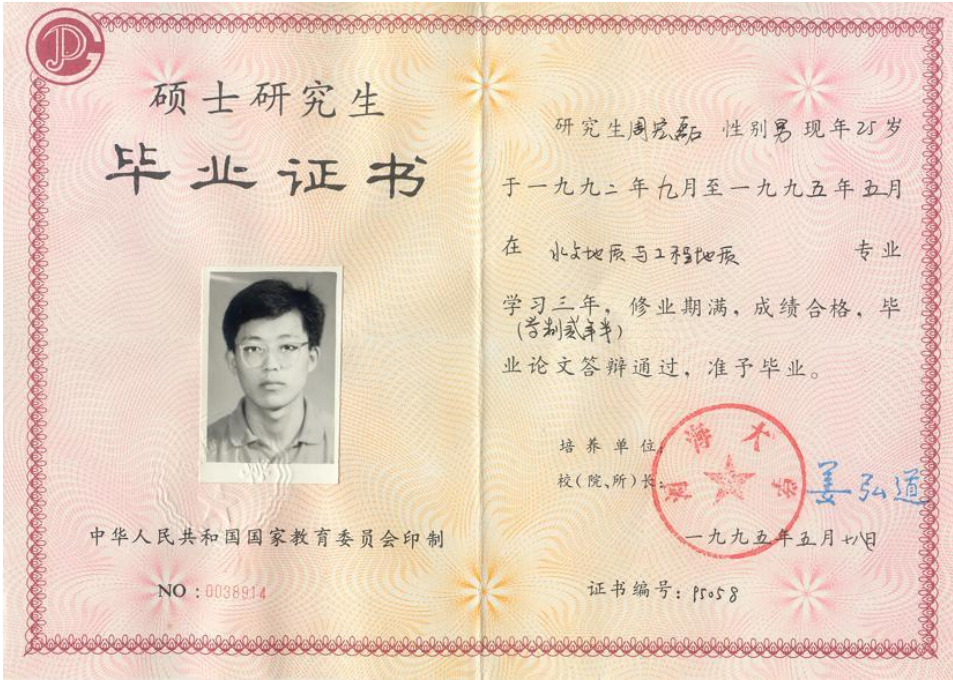 硕士研究生
毕业证书
中华人民共和国国家教育委员会印制
NO：0038914
研究生周宏磊 性别男 现年25岁
于一九九二年九月至一九九五年五月
在 水文地质与工程地质 专业
学习三年，修业期满，成绩合格，毕
(学制贰年半)
业论文答辩通过，准予毕业。
培养单位：
河海大学
校(院、所)长：姜弘道
一九九五年五月十八日
证书编号：95058